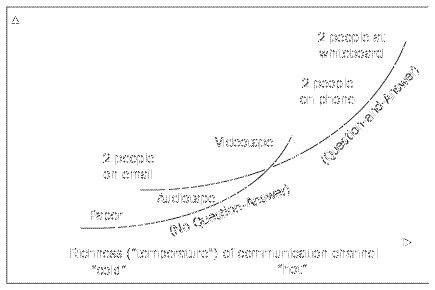 2 people at
whiteboard
2 people
on phone
(Question-and-Answer)
Videotape
2 people
on email
Audiotape
(No Question-Answer)
Paper
Richness ("temperature") of communication channel
"cold" "hot"